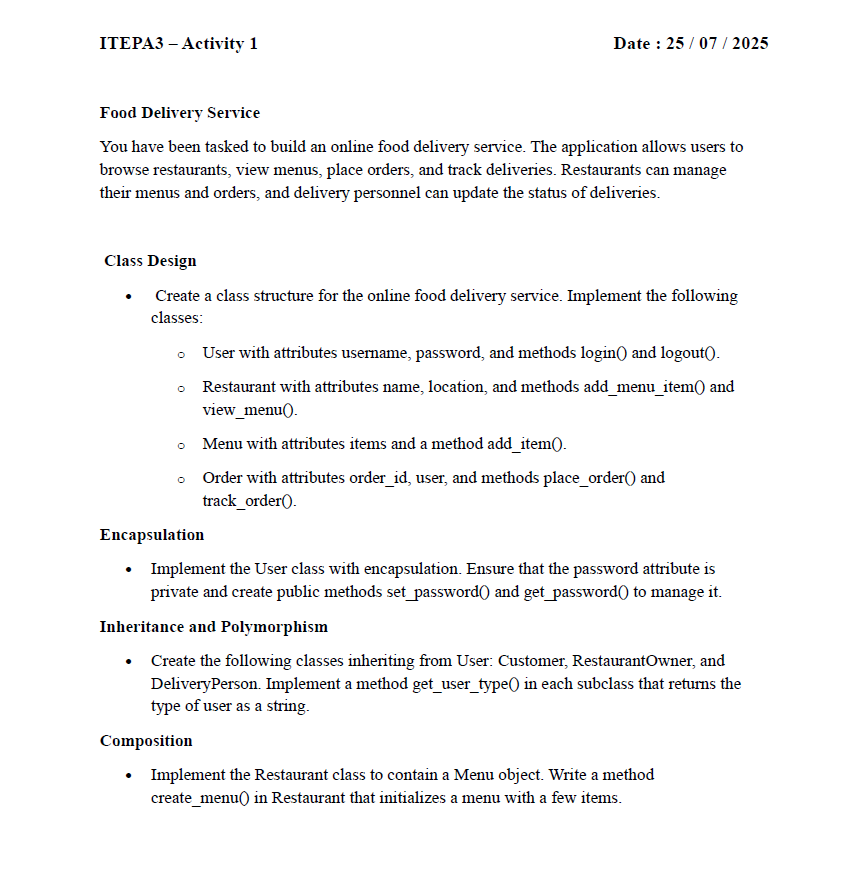 ITEPA3 – Activity 1 Date : 25 / 07 / 2025
Food Delivery Service
You have been tasked to build an online food delivery service. The application allows users to
browse restaurants, view menus, place orders, and track deliveries. Restaurants can manage
their menus and orders, and delivery personnel can update the status of deliveries.
Class Design
• Create a class structure for the online food delivery service. Implement the following
classes:
o User with attributes username, password, and methods login() and logout().
o Restaurant with attributes name, location, and methods add_menu_item() and
view_menu().
o Menu with attributes items and a method add_item().
o Order with attributes order_id, user, and methods place_order() and
track_order().
Encapsulation
• Implement the User class with encapsulation. Ensure that the password attribute is
private and create public methods set_password() and get_password() to manage it.
Inheritance and Polymorphism
• Create the following classes inheriting from User: Customer, RestaurantOwner, and
DeliveryPerson. Implement a method get_user_type() in each subclass that returns the
type of user as a string.
Composition
• Implement the Restaurant class to contain a Menu object. Write a method
create_menu() in Restaurant that initializes a menu with a few items.